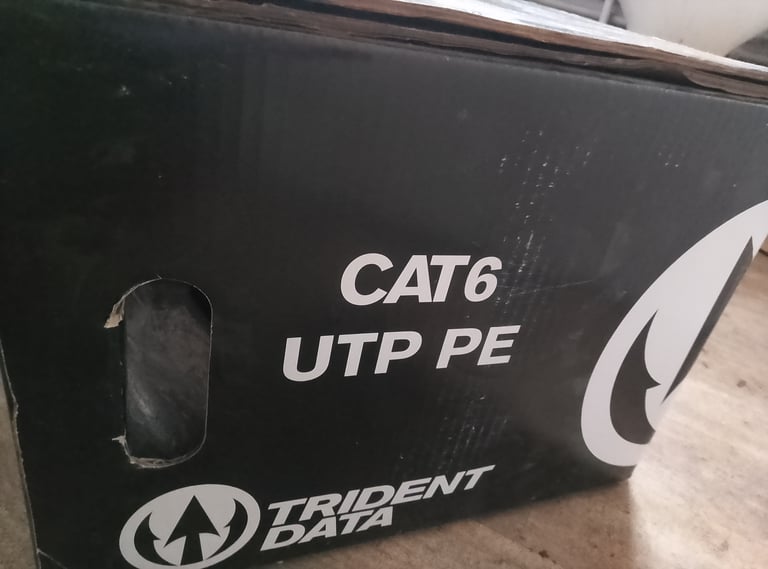 CAT6
UTP PE
TRIDENT
DATA